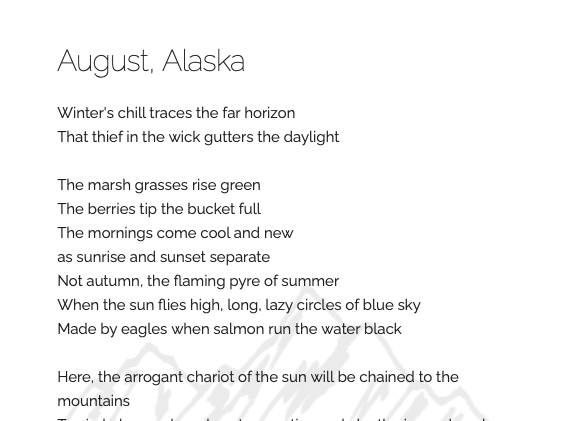 August, Alaska
Winter's chill traces the far horizon
That thief in the wick gutters the daylight
The marsh grasses rise green
The berries tip the bucket full
The mornings come cool and new
as sunrise and sunset separate
Not autumn, the flaming pyre of summer
When the sun flies high, long, lazy circles of blue sky
Made by eagles when salmon run the water black
Here, the arrogant chariot of the sun will be chained to the
mountains